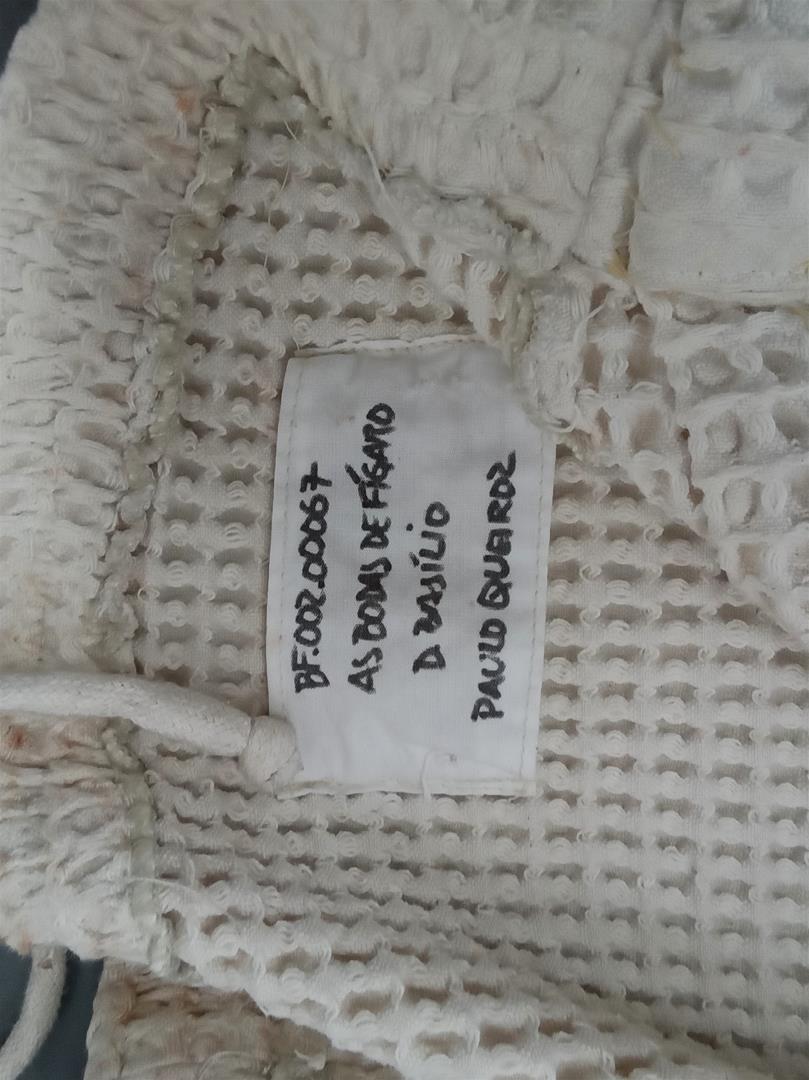 BF.002.00067
AS BODAS DE FÍGARO
D BASÍLIO
PAULO QUEIROZ